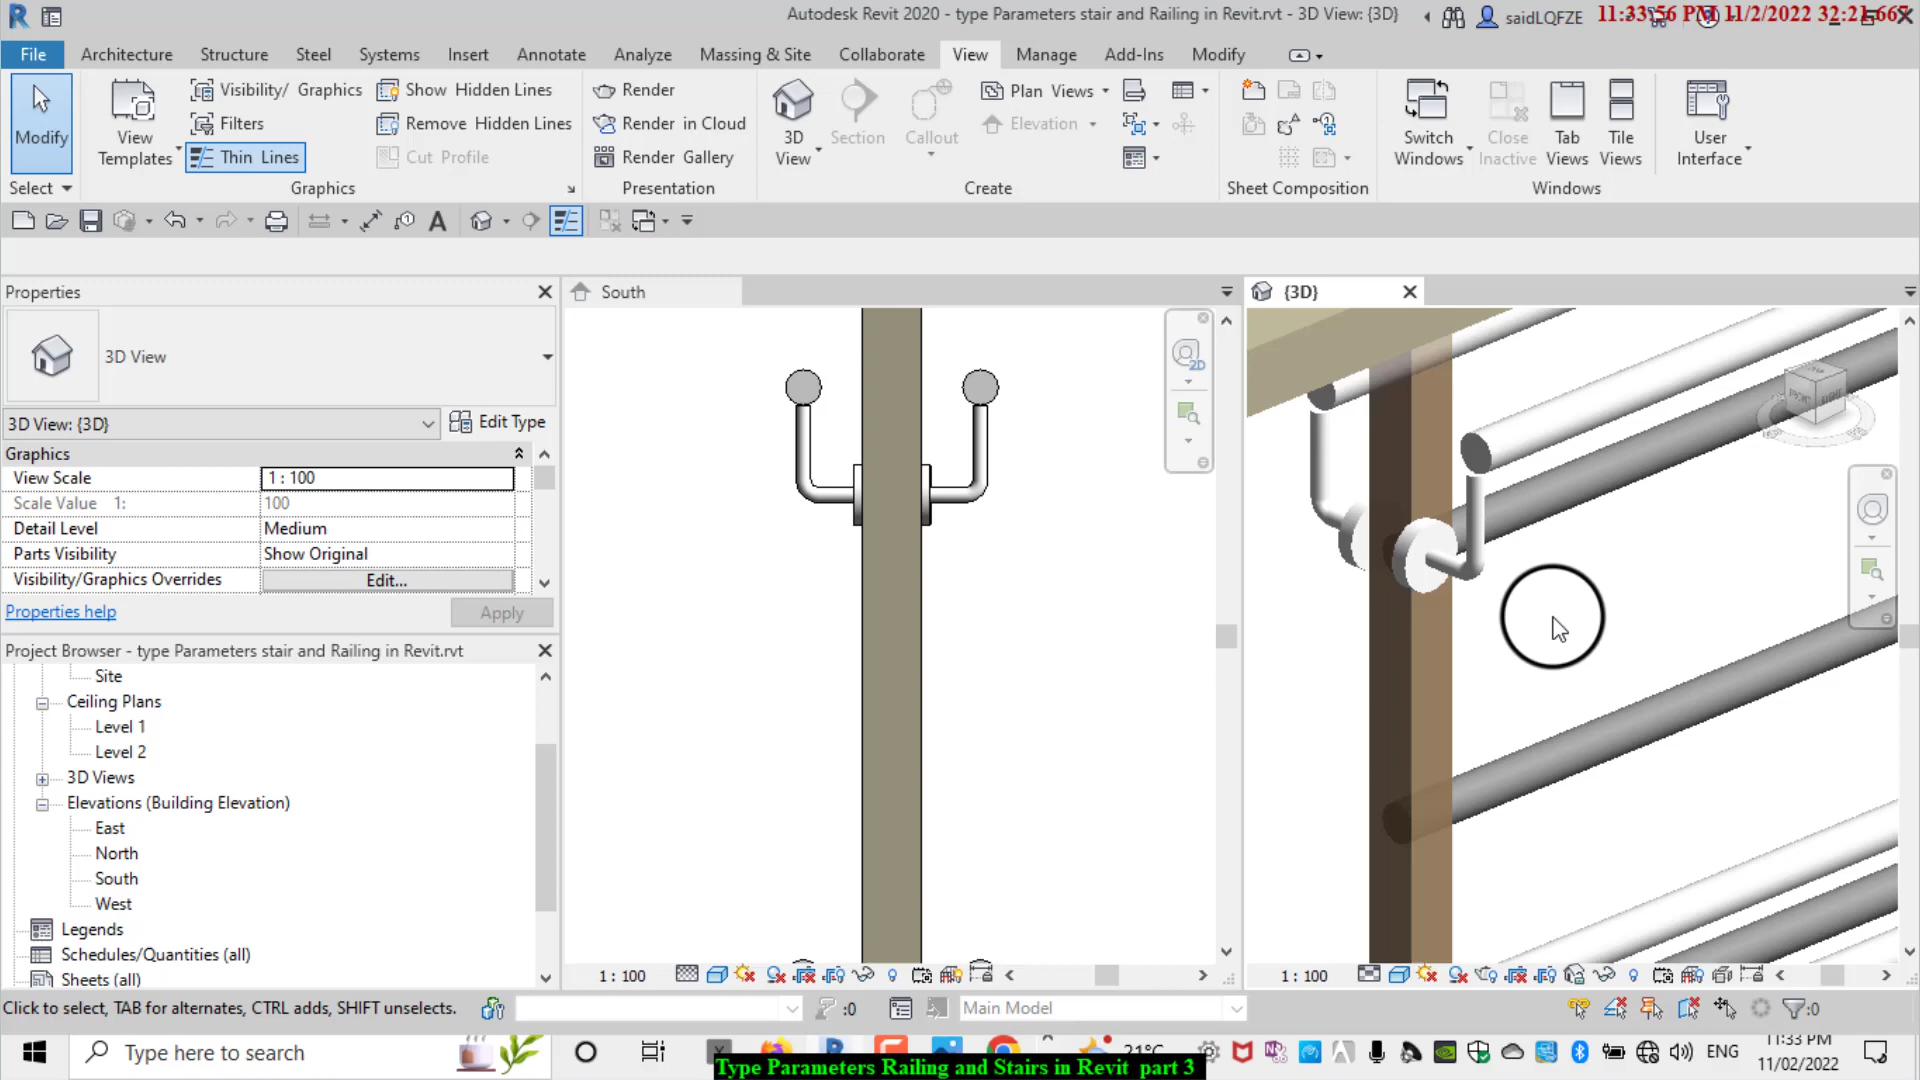 Autodesk Revit 2020 - type Parameters stair and Railing in Revit.rvt - 3D View: {3D}
saidLQFZE
11:33:56 PM 11/2/2022 32:21-667
File Architecture Structure Steel Systems Insert Annotate Analyze Massing & Site Collaborate View Manage Add-Ins Modify
Modify
View Templates
Visibility/ Graphics
Filters
Thin Lines
Show Hidden Lines
Remove Hidden Lines
Cut Profile
Render
Render in Cloud
Render Gallery
3D View
Section
Callout
Plan Views
Elevation
Switch Windows
Close Inactive
Tab Views
Tile Views
User Interface
Select Graphics Presentation Create Sheet Composition Windows
Properties
South
{3D}
3D View
3D View: {3D}
Edit Type
Graphics
View Scale 1 : 100
Scale Value 1: 100
Detail Level Medium
Parts Visibility Show Original
Visibility/Graphics Overrides Edit...
Properties help
Apply
2D
Project Browser - type Parameters stair and Railing in Revit.rvt
Site
Ceiling Plans
Level 1
Level 2
3D Views
Elevations (Building Elevation)
East
North
South
West
Legends
Schedules/Quantities (all)
Sheets (all)
1 : 100
1 : 100
Click to select, TAB for alternates, CTRL adds, SHIFT unselects.
:0
Main Model
:0
Type here to search
21°C
ENG
11:33 PM
11/02/2022
Type Parameters Railing and Stairs in Revit part 3